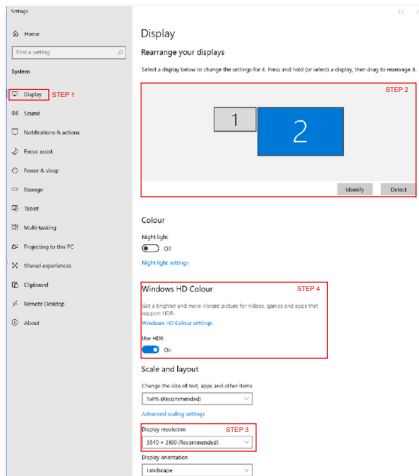 Settings
Home
Find a setting
System
Display STEP 1
Sound
Notifications & actions
Focus assist
Power & sleep
Storage
Tablet
Multi-tasking
Projecting to this PC
Shared experiences
Clipboard
Remote Desktop
About
Display
Rearrange your displays
Select a display below to change the settings for it. Press and hold (or select) a display, then drag to rearrange it.
STEP 2
1
2
Identify Detect
Colour
Night light
Off
Night light settings
Windows HD Colour STEP 4
Get a brighter and more vibrant picture for videos, games and apps that
support HDR.
Windows HD Colour settings
Use HDR
On
Scale and layout
Change the size of text, apps and other items
150% (Recommended)
Advanced scaling settings
Display resolution STEP 3
3840 × 2160 (Recommended)
Display orientation
Landscape